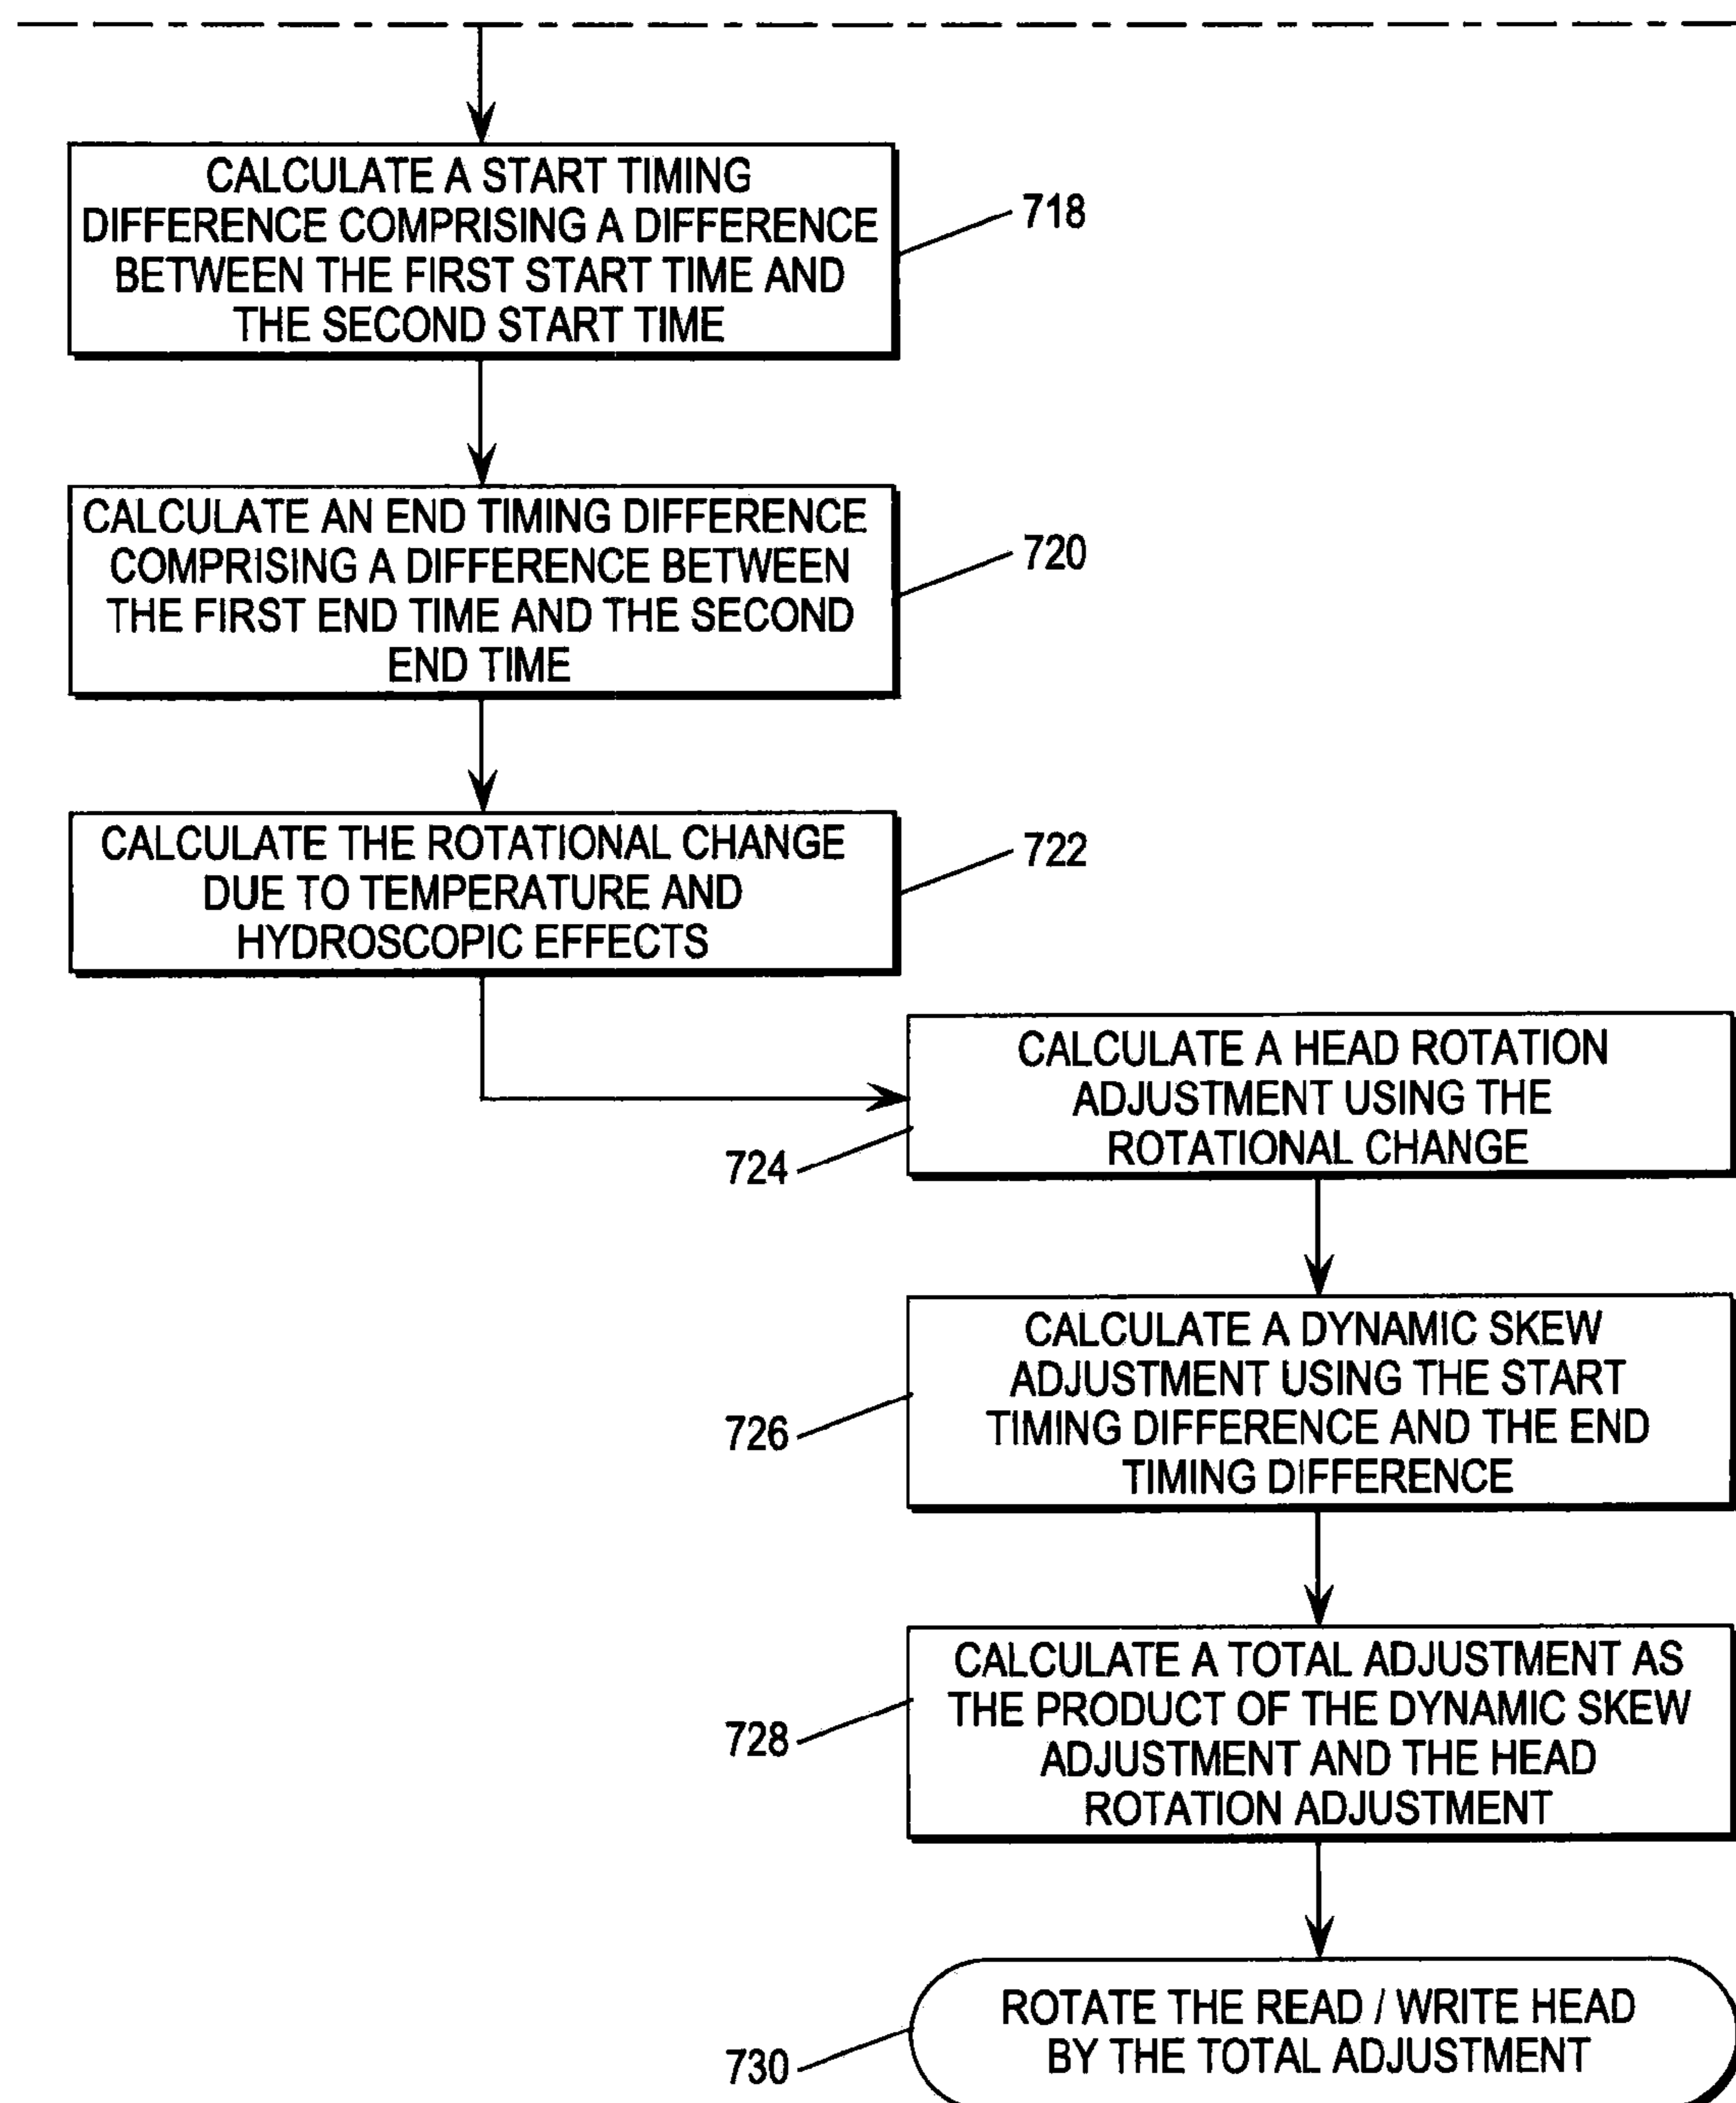 CALCULATE A START TIMING
DIFFERENCE COMPRISING A DIFFERENCE
BETWEEN THE FIRST START TIME AND
THE SECOND START TIME
718
CALCULATE AN END TIMING DIFFERENCE
COMPRISING A DIFFERENCE BETWEEN
THE FIRST END TIME AND THE SECOND
END TIME
720
CALCULATE THE ROTATIONAL CHANGE
DUE TO TEMPERATURE AND
HYDROSCOPIC EFFECTS
722
CALCULATE A HEAD ROTATION
ADJUSTMENT USING THE
ROTATIONAL CHANGE
724
CALCULATE A DYNAMIC SKEW
ADJUSTMENT USING THE START
TIMING DIFFERENCE AND THE END
TIMING DIFFERENCE
726
CALCULATE A TOTAL ADJUSTMENT AS
THE PRODUCT OF THE DYNAMIC SKEW
ADJUSTMENT AND THE HEAD
ROTATION ADJUSTMENT
728
ROTATE THE READ / WRITE HEAD
BY THE TOTAL ADJUSTMENT
730